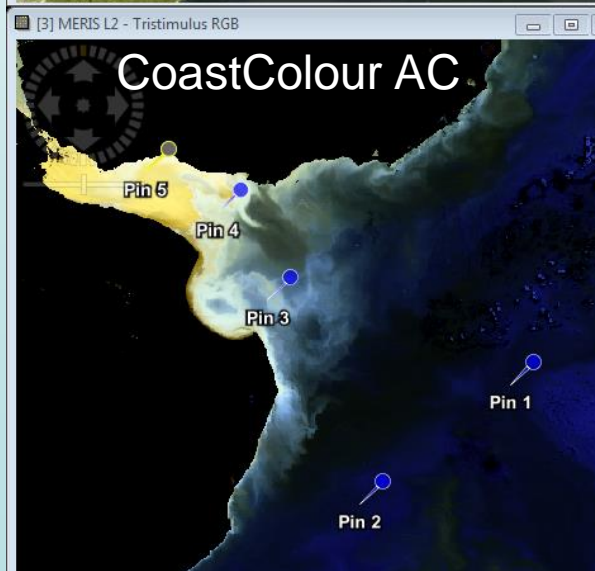 [3] MERIS L2 - Tristimulus RGB
CoastColour AC
Pin 5
Pin 4
Pin 3
Pin 1
Pin 2